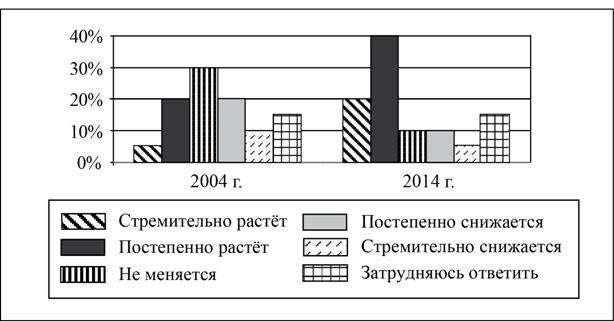 40%
30%
20%
10%
0%
2004 г.
2014 г.
Стремительно растёт
Постепенно снижается
Постепенно растёт
Стремительно снижается
Не меняется
Затрудняюсь ответить